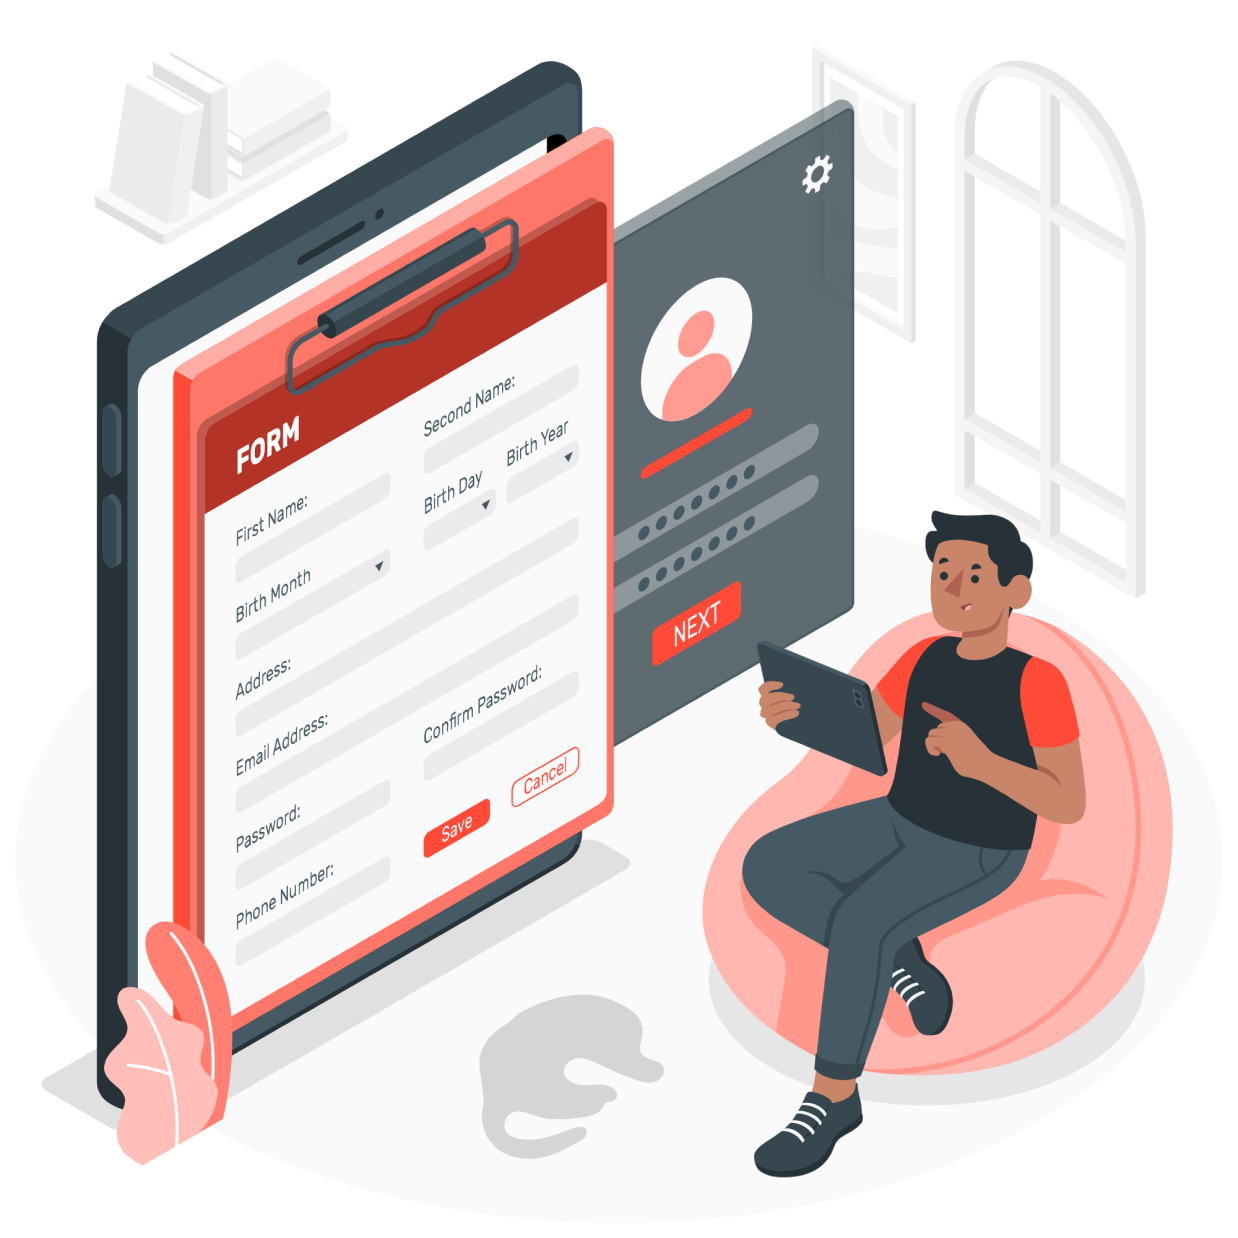 FORM
First Name:
Second Name:
Birth Month
Birth Day
Birth Year
Address:
Email Address:
Password:
Confirm Password:
Phone Number:
Save
Cancel
NEXT